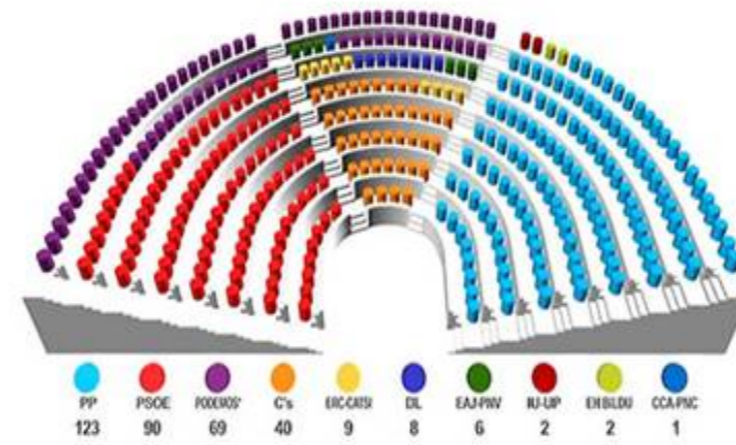 PP PSOE PODEMOS* C's ERC-CATSI DL EAJ-PNV IU-UP EH BILDU CCA-PNC
123 90 69 40 9 8 6 2 2 1